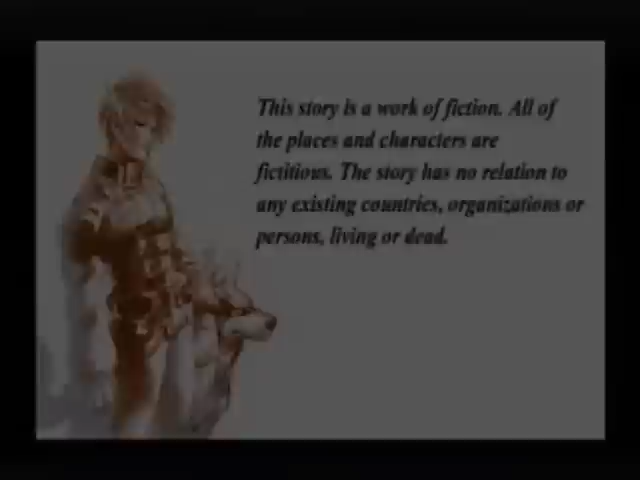 This story is a work of fiction. All of
the places and characters are
fictitious. The story has no relation to
any existing countries, organizations or
persons, living or dead.